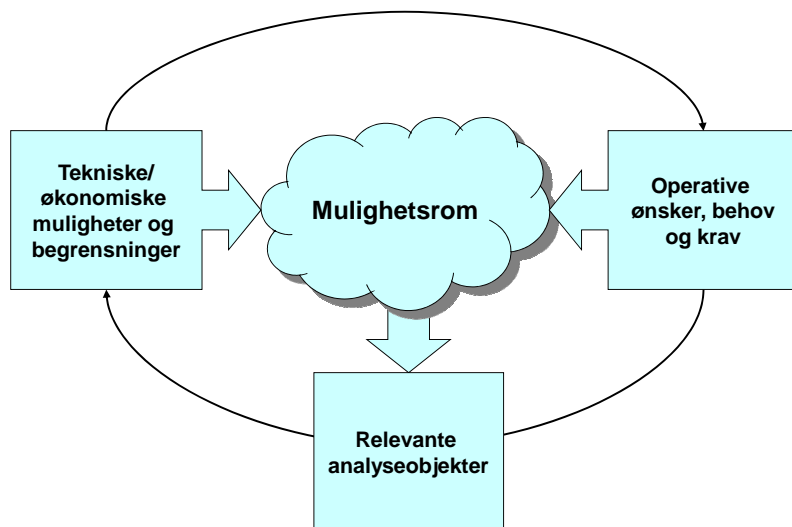 Tekniske/
økonomiske
muligheter og
begrensninger
Mulighetsrom
Operative
ønsker, behov
og krav
Relevante
analyseobjekter